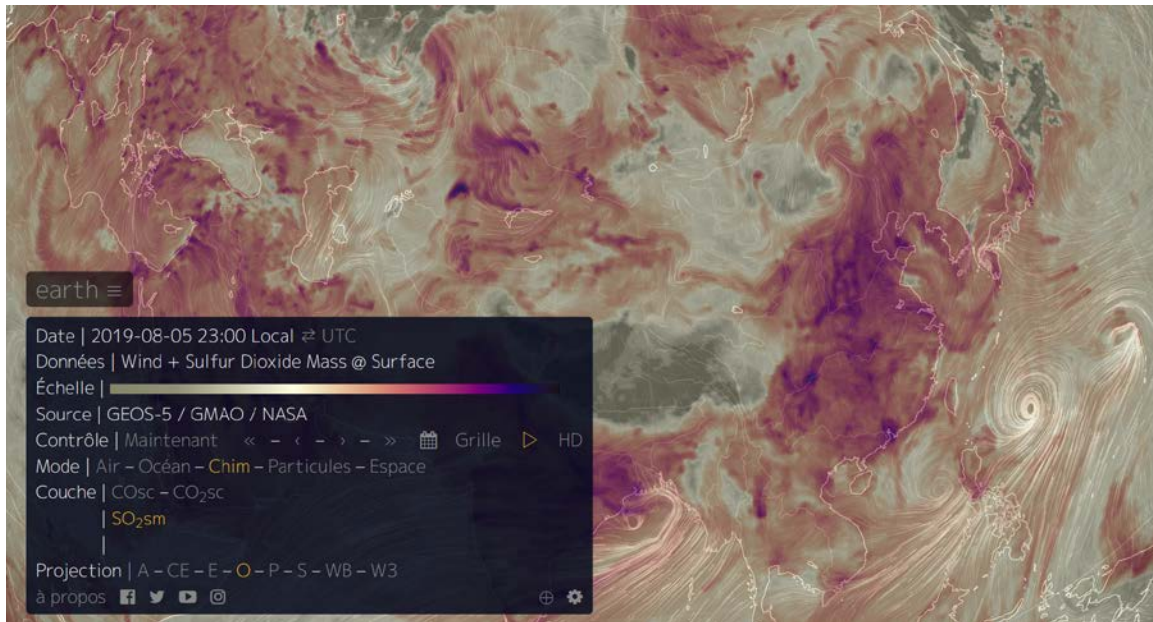 earth ≡
Date | 2019-08-05 23:00 Local ⇄ UTC
Données | Wind + Sulfur Dioxide Mass @ Surface
Échelle |
Source | GEOS-5 / GMAO / NASA
Contrôle | Maintenant « – ‹ – › – » Grille ▷ HD
Mode | Air – Océan – Chim – Particules – Espace
Couche | COsc – CO₂sc
| SO₂sm
|
Projection | A – CE – E – O – P – S – WB – W3
à propos